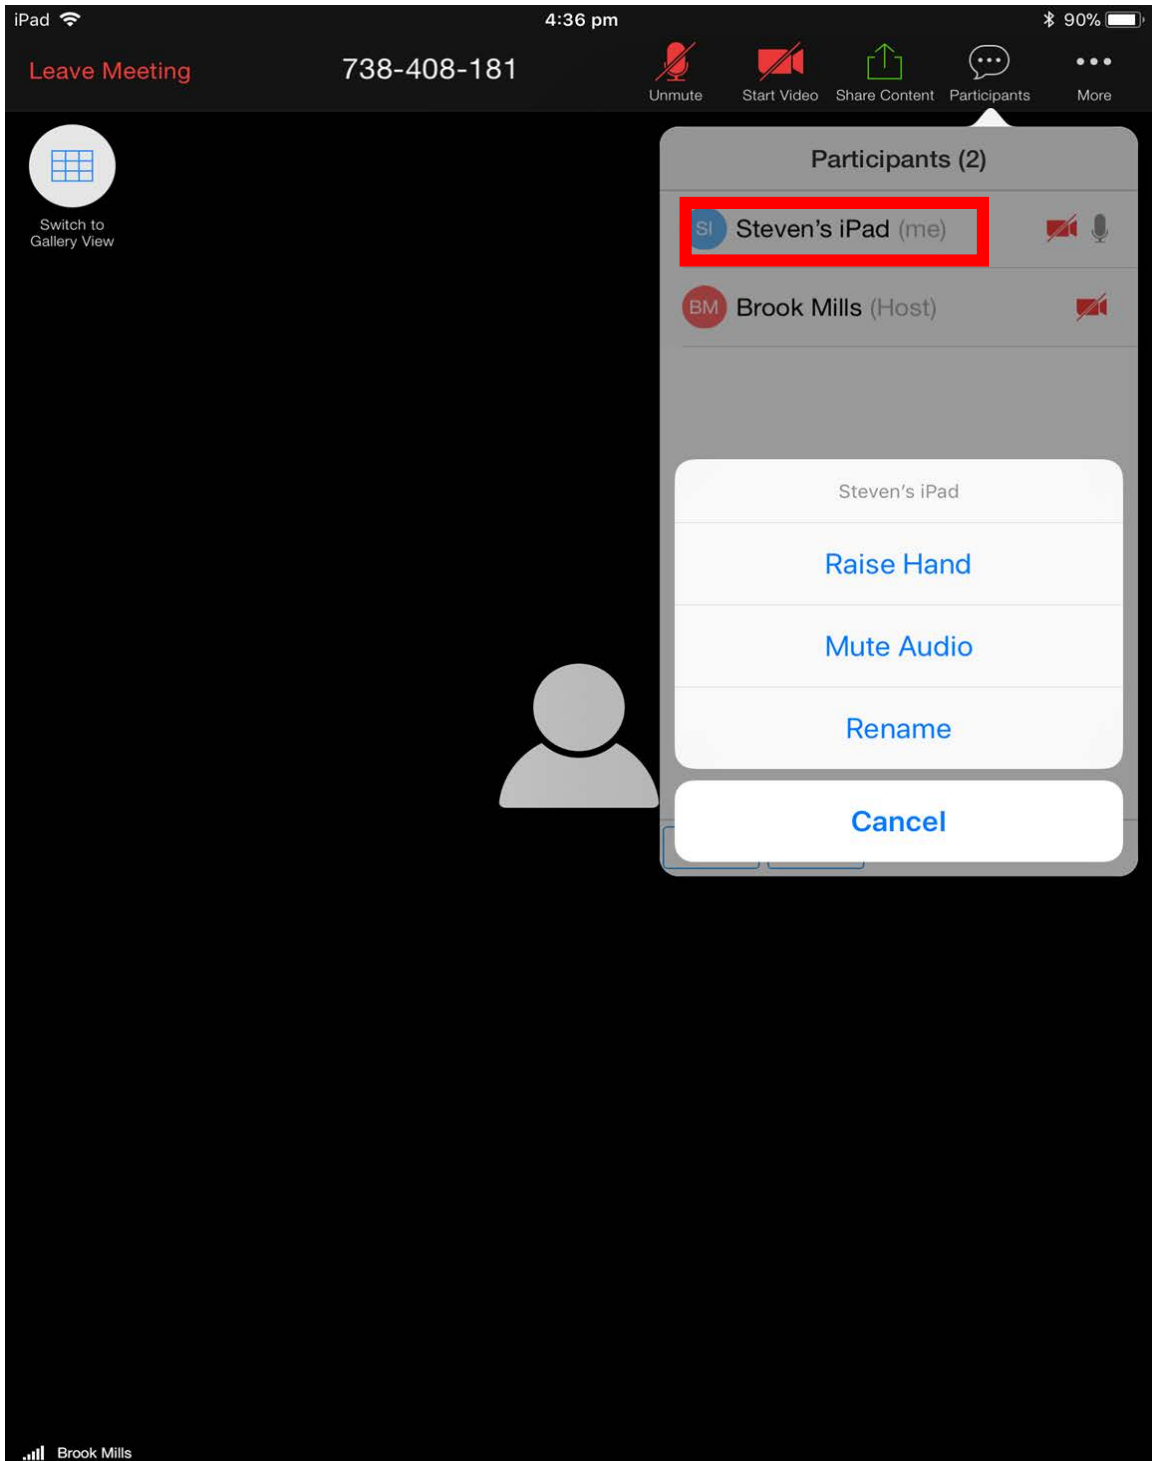 iPad 4:36 pm 90%
Leave Meeting 738-408-181
Unmute Start Video Share Content Participants More
Switch to
Gallery View
Participants (2)
SI Steven's iPad (me)
BM Brook Mills (Host)
Steven's iPad
Raise Hand
Mute Audio
Rename
Cancel
Brook Mills